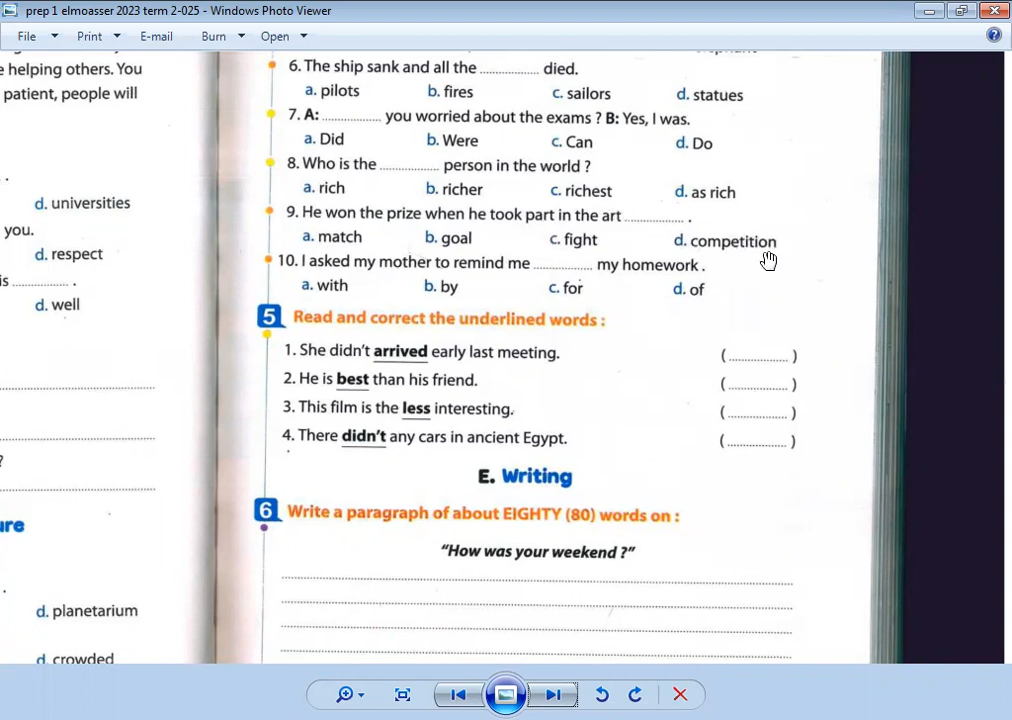 prep 1 elmoasser 2023 term 2-025 - Windows Photo Viewer
File Print E-mail Burn Open
e helping others. You
patient, people will
.
d. universities
you.
d. respect
is ............. .
d. well
?
ure
.
d. planetarium
d. crowded
6. The ship sank and all the ............. died.
a. pilots b. fires c. sailors d. statues
7. A: ............. you worried about the exams ? B: Yes, I was.
a. Did b. Were c. Can d. Do
8. Who is the ............. person in the world ?
a. rich b. richer c. richest d. as rich
9. He won the prize when he took part in the art ............. .
a. match b. goal c. fight d. competition
10. I asked my mother to remind me ............. my homework .
a. with b. by c. for d. of
5 Read and correct the underlined words :
1. She didn't arrived early last meeting. (.............)
2. He is best than his friend. (.............)
3. This film is the less interesting. (.............)
4. There didn't any cars in ancient Egypt. (.............)
E. Writing
6 Write a paragraph of about EIGHTY (80) words on :
"How was your weekend ?"